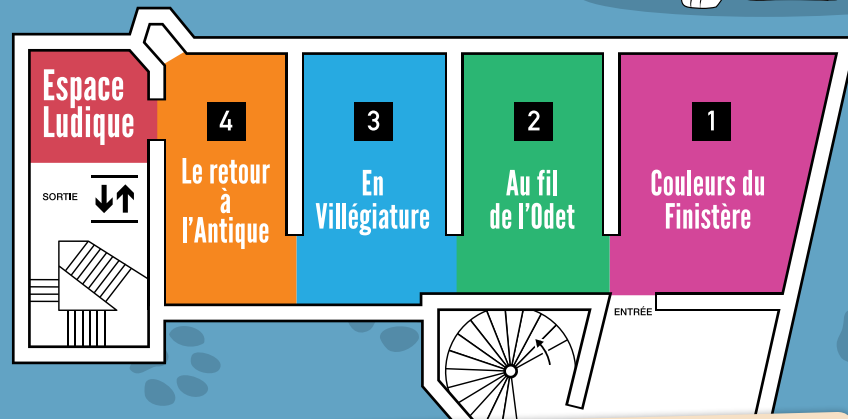 Espace
Ludique
SORTIE
4
Le retour
à
l'Antique
3
En
Villégiature
2
Au fil
de l'Odet
1
Couleurs du
Finistère
ENTRÉE